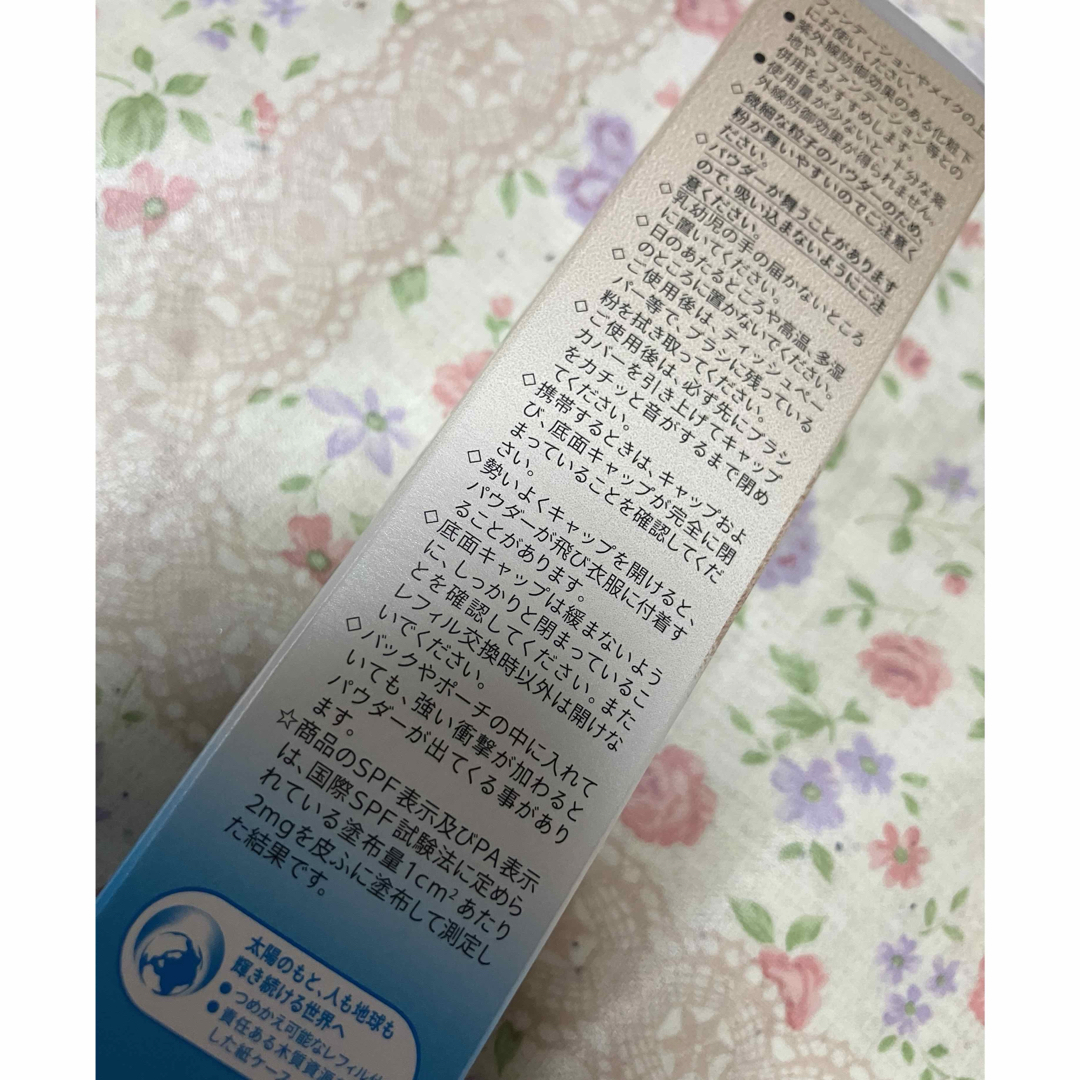 ファンデーションやメイクの上
にお使いください。
●紫外線防御効果のある化粧下
地や、ファンデーション等との
併用をおすすめします。
●使用量が少ないと、十分な紫
外線防御効果が得られません。
◇微細な粒子のパウダーのため、
粉が舞いやすいのでご注意く
ださい。
◇パウダーが舞うことがあります
ので、吸い込まないようにご注
意ください。
◇乳幼児の手の届かないところ
に置いてください。
◇日のあたるところや高温、多湿
のところに置かないでください。
◇ご使用後は、ティッシュペー
パー等で、ブラシに残っている
粉を拭き取ってください。
◇ご使用後は、必ず先にブラシ
カバーを引き上げてキャップ
をカチッと音がするまで閉め
てください。
◇携帯するときは、キャップおよ
び、底面キャップが完全に閉
まっていることを確認してくだ
さい。
◇勢いよくキャップを開けると、
パウダーが飛び衣服に付着す
ることがあります。
◇底面キャップは緩まないよう
に、しっかりと閉まっているこ
とを確認してください。また
レフィル交換時以外は開けな
いでください。
◇バックやポーチの中に入れて
いても、強い衝撃が加わると
パウダーが出てくる事があり
ます。
☆商品のSPF表示及びPA表示
は、国際SPF試験法に定めら
れている塗布量1cm²あたり
2mgを皮ふに塗布して測定し
た結果です。
太陽のもと、人も地球も
輝き続ける世界へ
●つめかえ可能なレフィル
●責任ある木質資源
した紙ケース